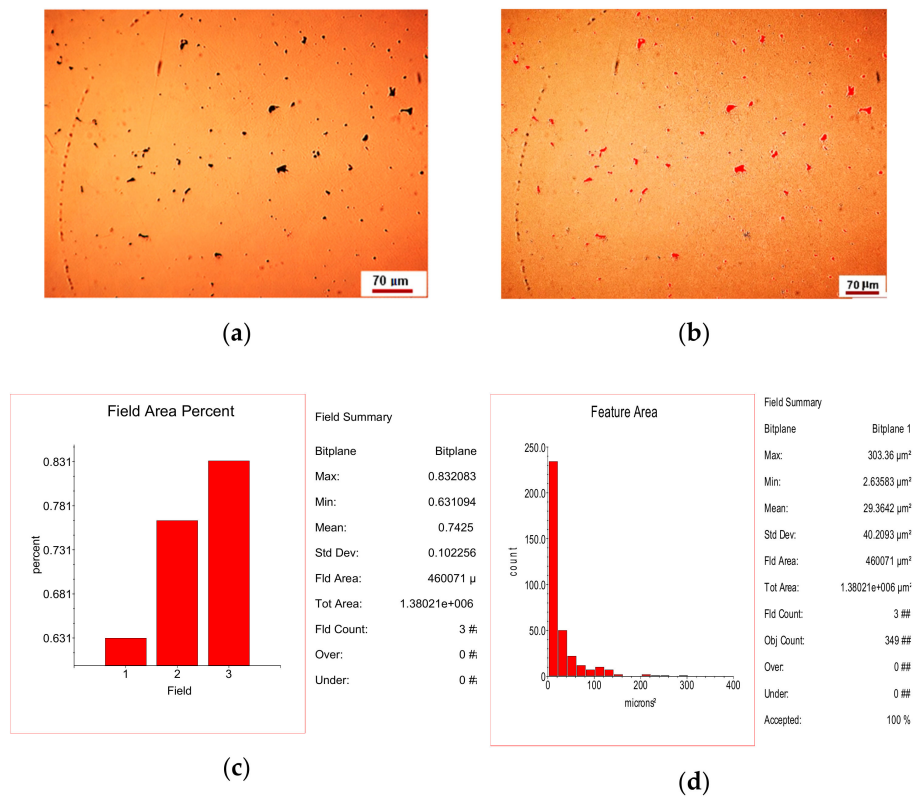 70 µm
70 µm
(a)
(b)
Field Area Percent
0.831
0.781
0.731
0.681
0.631
percent
1 2 3
Field
Field Summary
Bitplane Bitplane
Max: 0.832083
Min: 0.631094
Mean: 0.7425
Std Dev: 0.102256
Fld Area: 460071 µ
Tot Area: 1.38021e+006
Fld Count: 3 #
Over: 0 #
Under: 0 #
(c)
Feature Area
250.0
200.0
150.0
100.0
50.0
0
count
0 100 200 300 400
microns²
Field Summary
Bitplane Bitplane 1
Max: 303.36 µm²
Min: 2.63583 µm²
Mean: 29.3642 µm²
Std Dev: 40.2093 µm²
Fld Area: 460071 µm²
Tot Area: 1.38021e+006 µm²
Fld Count: 3 ##
Obj Count: 349 ##
Over: 0 ##
Under: 0 ##
Accepted: 100 %
(d)